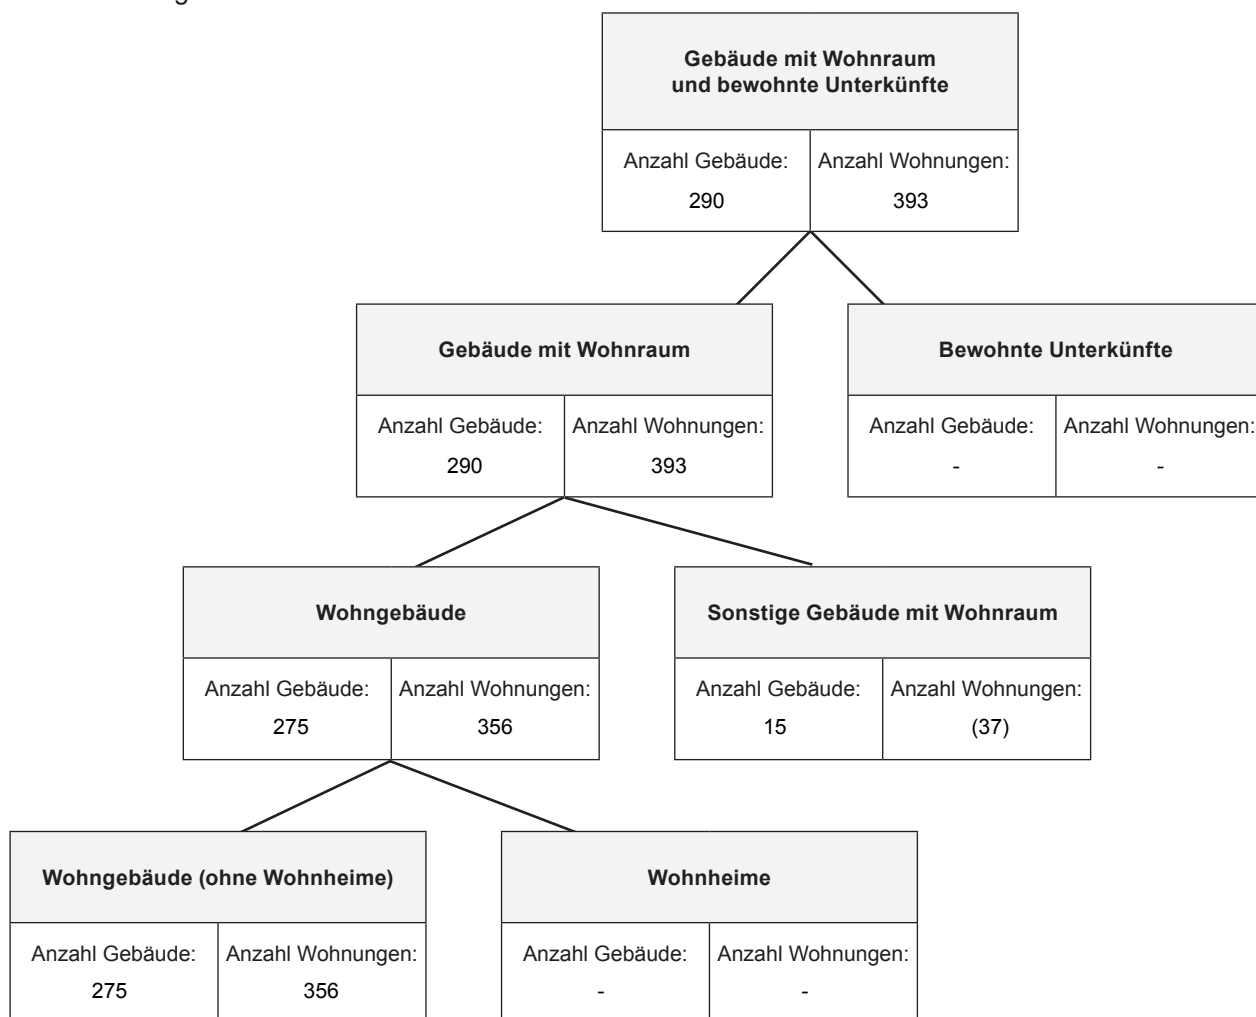 Gebäude mit Wohnraum
und bewohnte Unterkünfte
Anzahl Gebäude: Anzahl Wohnungen:
290 393
Gebäude mit Wohnraum Bewohnte Unterkünfte
Anzahl Gebäude: Anzahl Wohnungen: Anzahl Gebäude: Anzahl Wohnungen:
290 393 - -
Wohngebäude Sonstige Gebäude mit Wohnraum
Anzahl Gebäude: Anzahl Wohnungen: Anzahl Gebäude: Anzahl Wohnungen:
275 356 15 (37)
Wohngebäude (ohne Wohnheime) Wohnheime
Anzahl Gebäude: Anzahl Wohnungen: Anzahl Gebäude: Anzahl Wohnungen:
275 356 - -